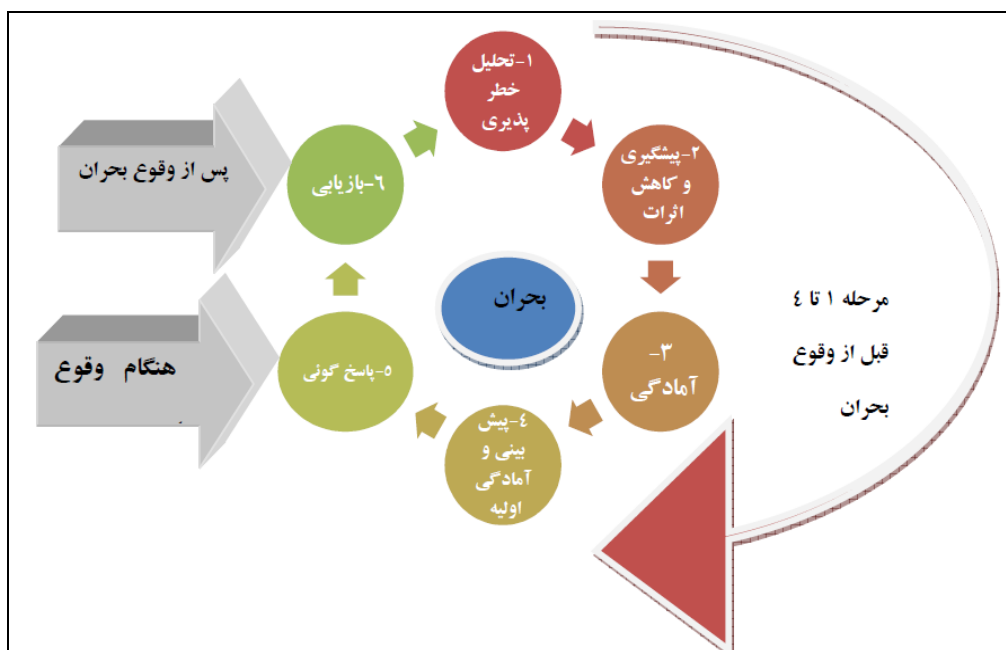 ۱-تحلیل
خطر
پذیری
۲-پیشگیری
و کاهش
اثرات
۳-
آمادگی
٤-پیش
بینی و
آمادگی
اولیه
٥-پاسخ گوئی
٦-بازیابی
بحران
پس از وقوع بحران
هنگام وقوع
.
مرحله ۱ تا ٤
قبل از وقوع
بحران